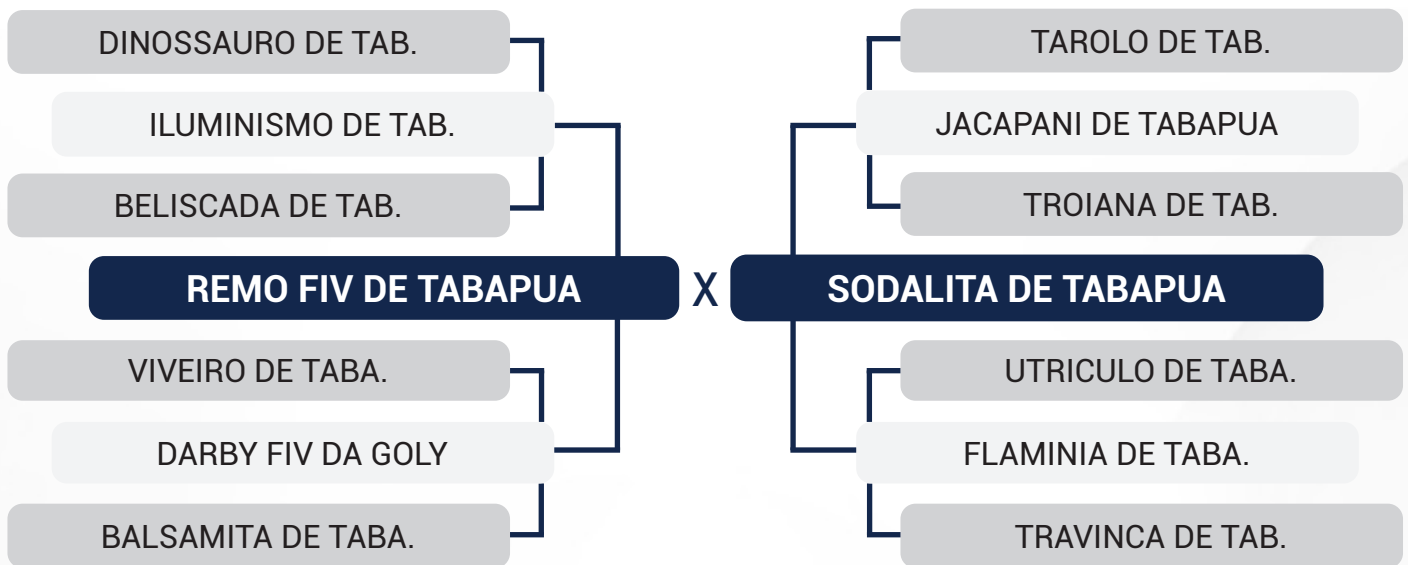 DINOSSAURO DE TAB.
TAROLO DE TAB.
ILUMINISMO DE TAB.
JACAPANI DE TABAPUA
BELISCADA DE TAB.
TROIANA DE TAB.
REMO FIV DE TABAPUA X SODALITA DE TABAPUA
VIVEIRO DE TABA.
UTRICULO DE TABA.
DARBY FIV DA GOLY
FLAMINIA DE TABA.
BALSAMITA DE TABA.
TRAVINCA DE TAB.